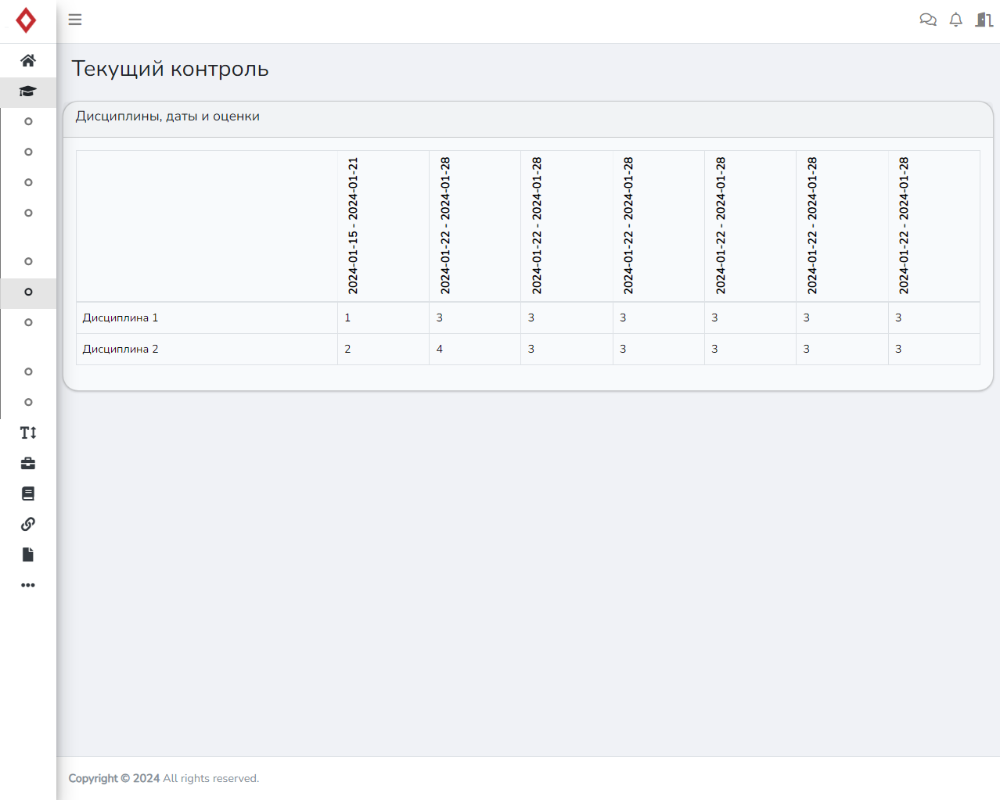 Текущий контроль
Дисциплины, даты и оценки
2024-01-15 - 2024-01-21
2024-01-22 - 2024-01-28
2024-01-22 - 2024-01-28
2024-01-22 - 2024-01-28
2024-01-22 - 2024-01-28
2024-01-22 - 2024-01-28
2024-01-22 - 2024-01-28
Дисциплина 1 1 3 3 3 3 3 3
Дисциплина 2 2 4 3 3 3 3 3
Copyright © 2024 All rights reserved.